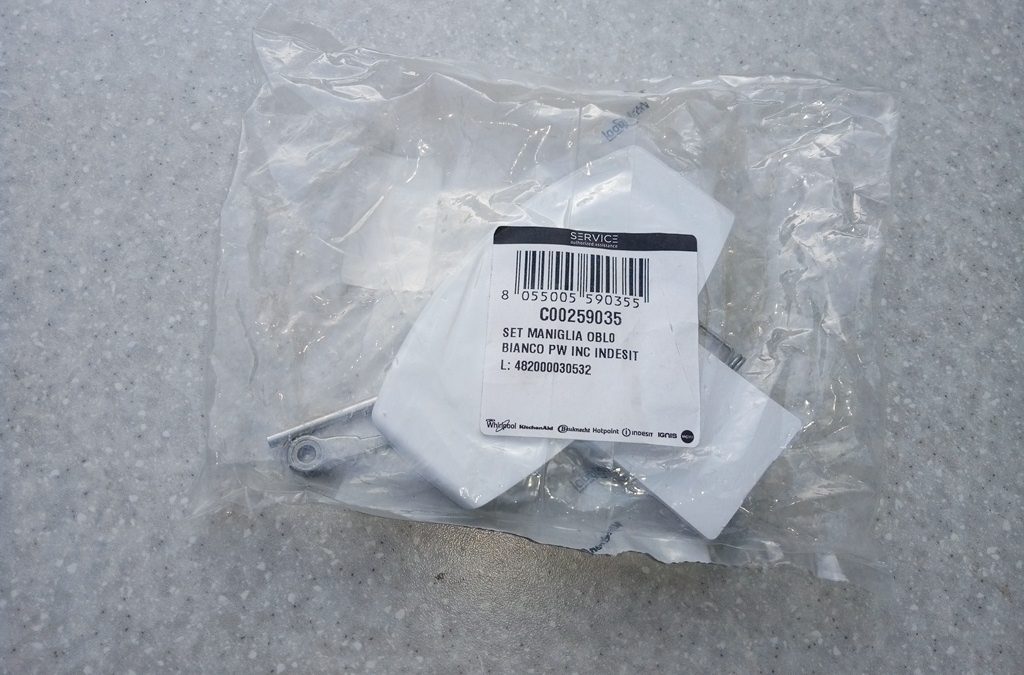 Whirlpool
SERVICE
authorized assistance
8 055005 590355
C00259035
SET MANIGLIA OBLO
BIANCO PW INC INDESIT
L: 482000030532
Whirlpool KitchenAid Bauknecht Hotpoint indesit IGNIS